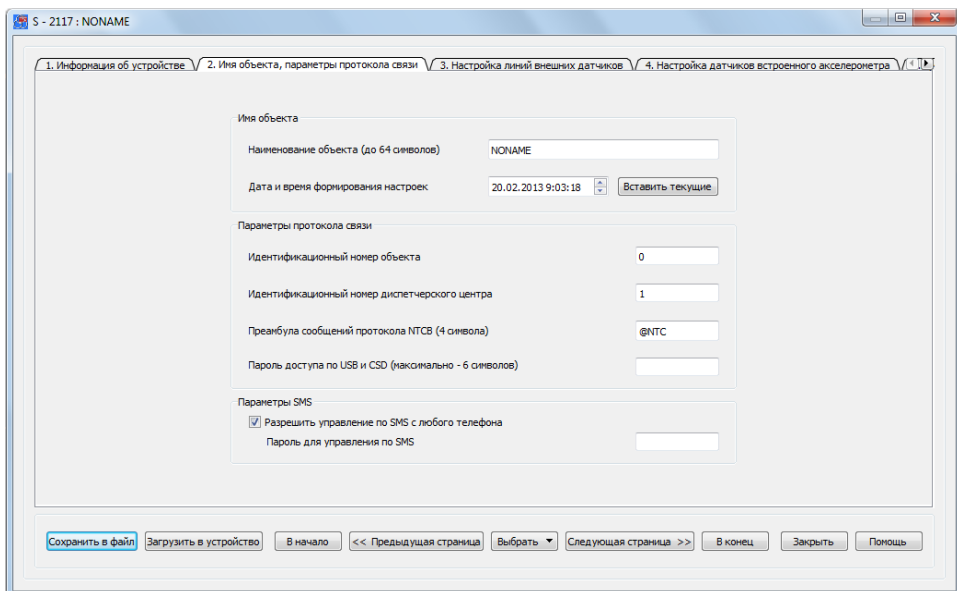 S - 2117 : NONAME
1. Информация об устройстве 2. Имя объекта, параметры протокола связи 3. Настройка линий внешних датчиков 4. Настройка датчиков встроенного акселерометра
Имя объекта
Наименование объекта (до 64 символов) NONAME
Дата и время формирования настроек 20.02.2013 9:03:18 Вставить текущие
Параметры протокола связи
Идентификационный номер объекта 0
Идентификационный номер диспетчерского центра 1
Преамбула сообщений протокола NTCB (4 символа) @NTC
Пароль доступа по USB и CSD (максимально - 6 символов)
Параметры SMS
Разрешить управление по SMS с любого телефона
Пароль для управления по SMS
Сохранить в файл Загрузить в устройство В начало << Предыдущая страница Выбрать Следующая страница >> В конец Закрыть Помощь